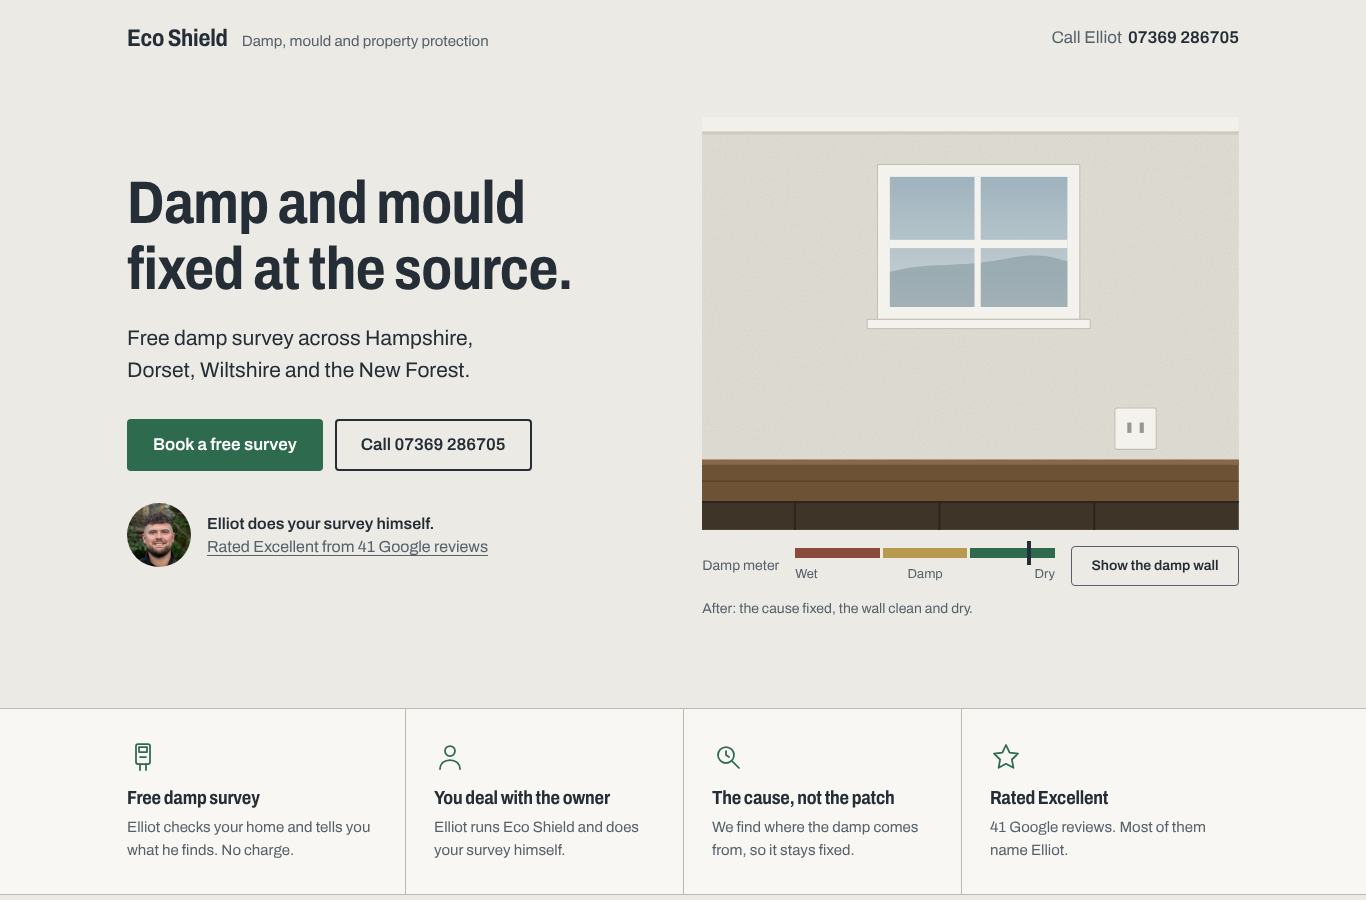 Eco Shield Damp, mould and property protection
Call Elliot 07369 286705
Damp and mould
fixed at the source.
Free damp survey across Hampshire,
Dorset, Wiltshire and the New Forest.
Book a free survey
Call 07369 286705
Elliot does your survey himself.
Rated Excellent from 41 Google reviews
Damp meter
Wet
Damp
Dry
Show the damp wall
After: the cause fixed, the wall clean and dry.
Free damp survey
Elliot checks your home and tells you
what he finds. No charge.
You deal with the owner
Elliot runs Eco Shield and does
your survey himself.
The cause, not the patch
We find where the damp comes
from, so it stays fixed.
Rated Excellent
41 Google reviews. Most of them
name Elliot.